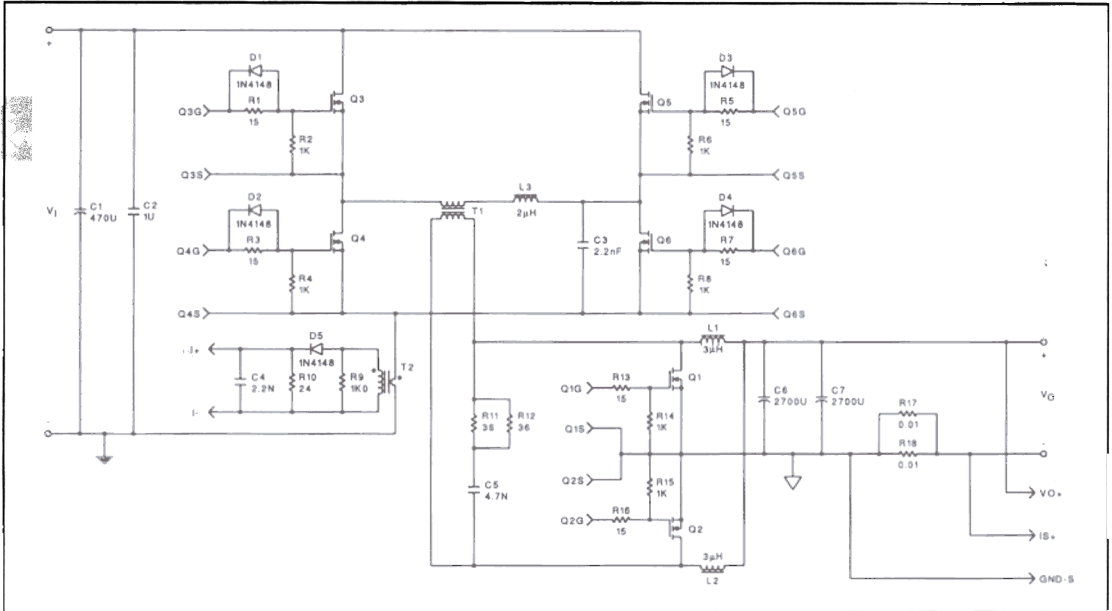 +
D1
1N4148
Q3G
R1
15
Q3
R2
1K
Q3S
D3
1N4148
Q5
R5
15
Q5G
R6
1K
Q5S
VI
C1
470U
C2
1U
D2
1N4148
Q4G
R3
15
Q4
R4
1K
Q4S
T1
L3
2µH
C3
2.2nF
D4
1N4148
Q6
R7
15
Q6G
R8
1K
Q6S
D5
1N4148
C4
2.2N
R10
24
R9
1K0
T2
I-
-
L1
3µH
+
Q1
Q1G
R13
15
R14
1K
Q1S
Q2S
R15
1K
Q2G
R16
15
Q2
3µH
L2
R11
36
R12
36
C5
4.7N
C6
2700U
C7
2700U
R17
0.01
R18
0.01
-
VO+
IS+
GND-S